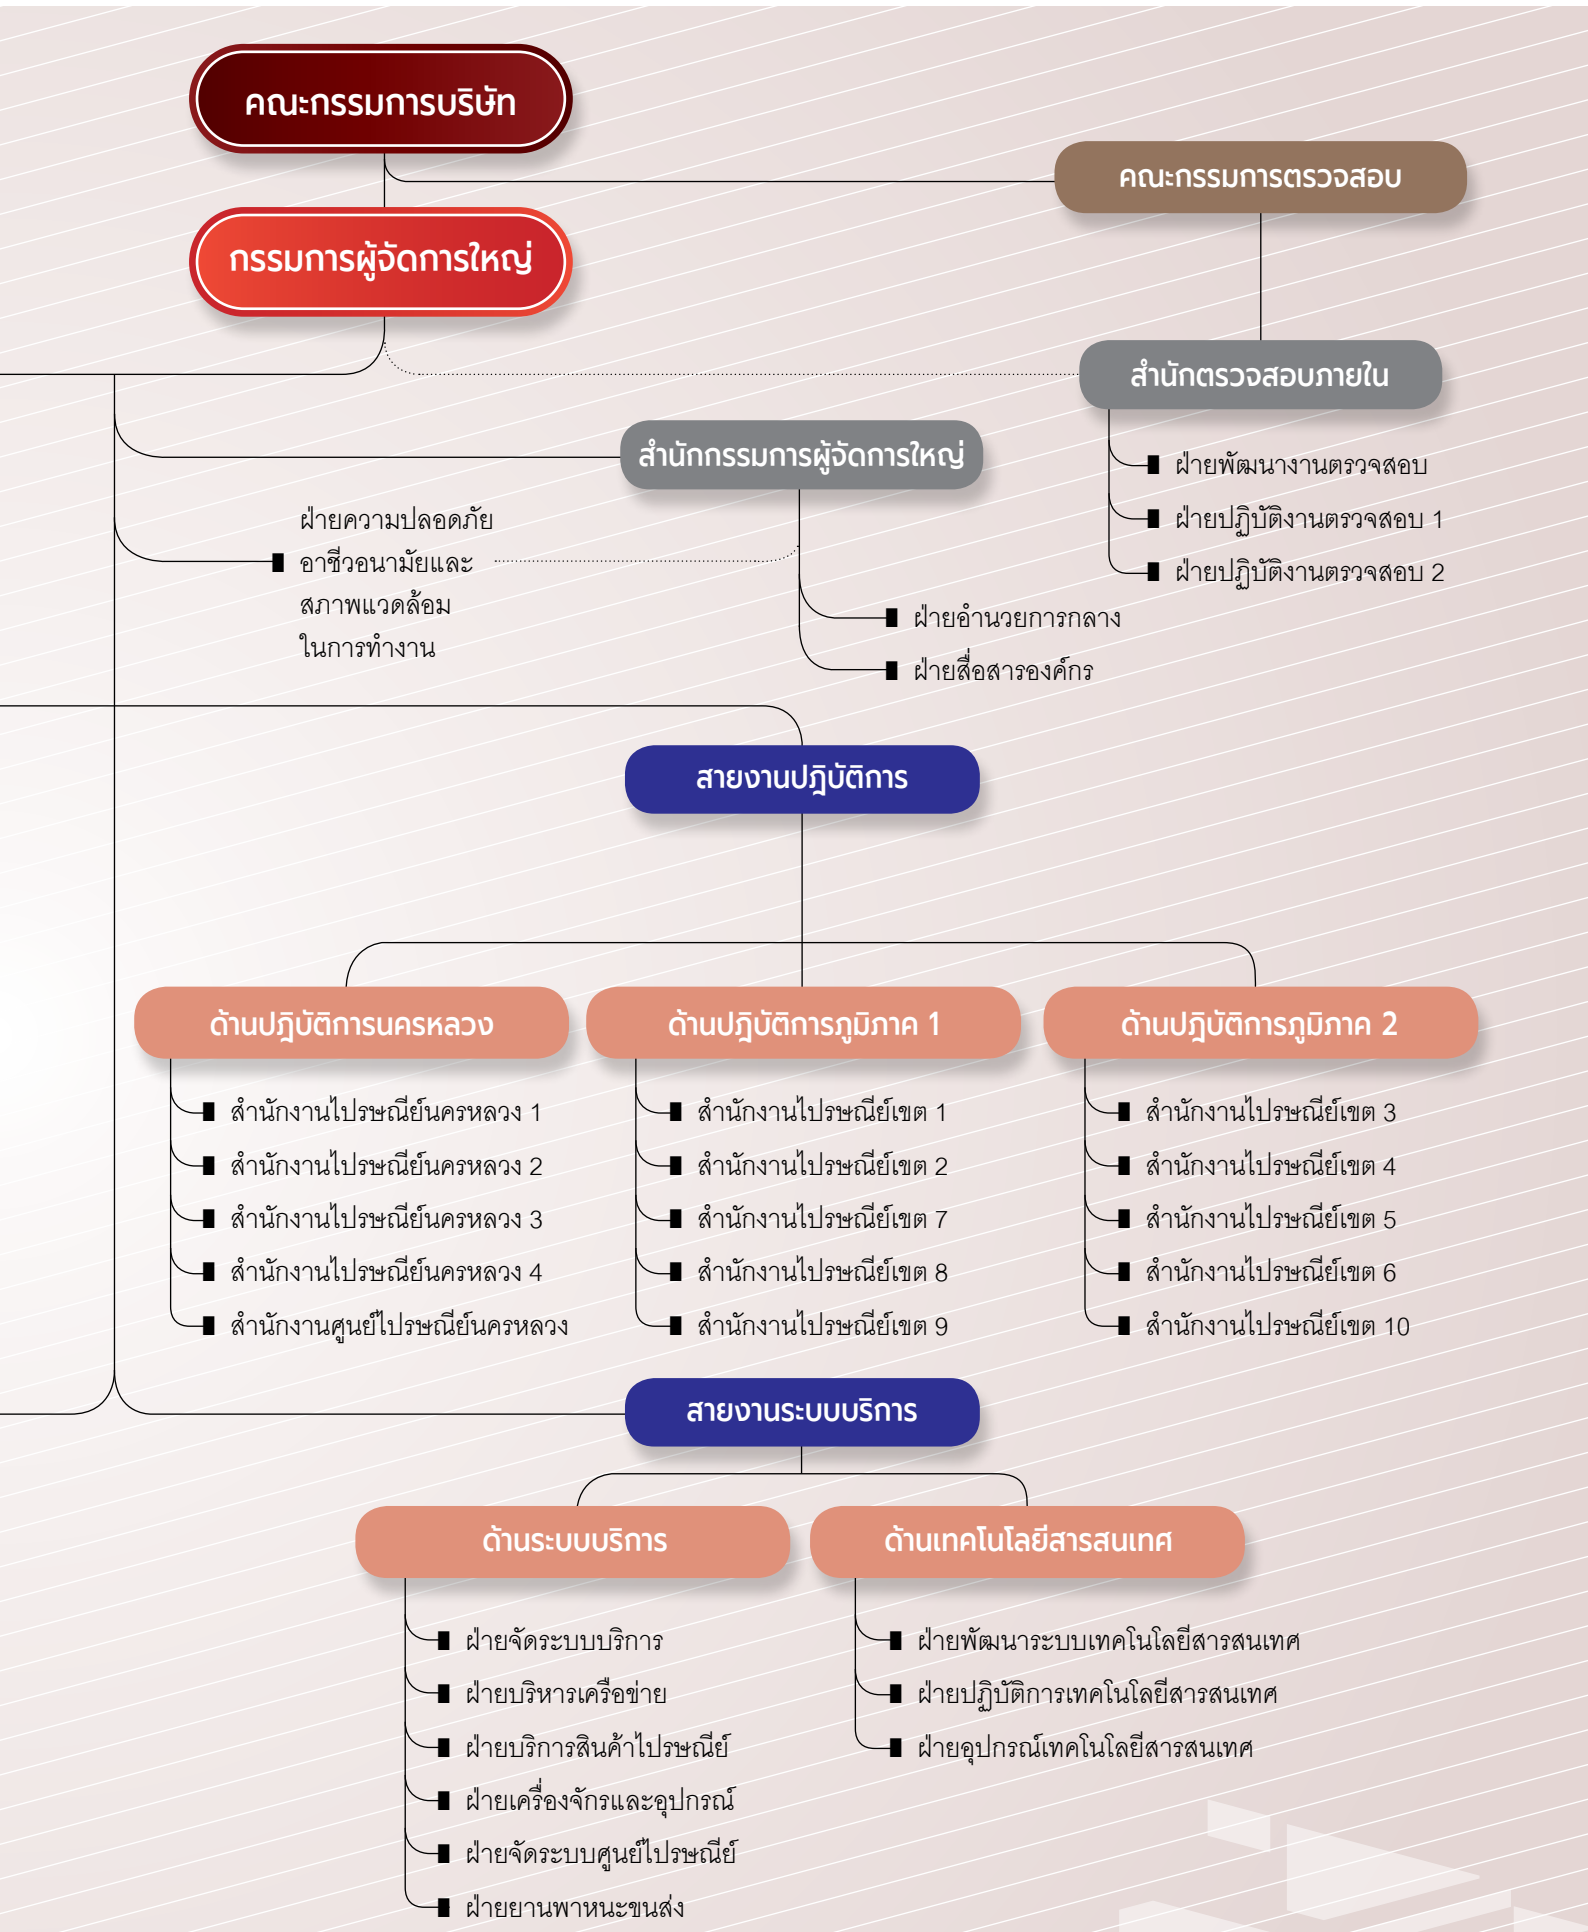 คณะกรรมการบริษัท
คณะกรรมการตรวจสอบ
กรรมการผู้จัดการใหญ่
สำนักตรวจสอบภายใน
ฝ่ายพัฒนางานตรวจสอบ
ฝ่ายปฏิบัติงานตรวจสอบ 1
ฝ่ายปฏิบัติงานตรวจสอบ 2
สำนักกรรมการผู้จัดการใหญ่
ฝ่ายความปลอดภัย
อาชีวอนามัยและ
สภาพแวดล้อม
ในการทำงาน
ฝ่ายอำนวยการกลาง
ฝ่ายสื่อสารองค์กร
สายงานปฎิบัติการ
ด้านปฎิบัติการนครหลวง
สำนักงานไปรษณีย์นครหลวง 1
สำนักงานไปรษณีย์นครหลวง 2
สำนักงานไปรษณีย์นครหลวง 3
สำนักงานไปรษณีย์นครหลวง 4
สำนักงานศูนย์ไปรษณีย์นครหลวง
ด้านปฎิบัติการภูมิภาค 1
สำนักงานไปรษณีย์เขต 1
สำนักงานไปรษณีย์เขต 2
สำนักงานไปรษณีย์เขต 7
สำนักงานไปรษณีย์เขต 8
สำนักงานไปรษณีย์เขต 9
ด้านปฎิบัติการภูมิภาค 2
สำนักงานไปรษณีย์เขต 3
สำนักงานไปรษณีย์เขต 4
สำนักงานไปรษณีย์เขต 5
สำนักงานไปรษณีย์เขต 6
สำนักงานไปรษณีย์เขต 10
สายงานระบบบริการ
ด้านระบบบริการ
ฝ่ายจัดระบบบริการ
ฝ่ายบริหารเครือข่าย
ฝ่ายบริการสินค้าไปรษณีย์
ฝ่ายเครื่องจักรและอุปกรณ์
ฝ่ายจัดระบบศูนย์ไปรษณีย์
ฝ่ายยานพาหนะขนส่ง
ด้านเทคโนโลยีสารสนเทศ
ฝ่ายพัฒนาระบบเทคโนโลยีสารสนเทศ
ฝ่ายปฏิบัติการเทคโนโลยีสารสนเทศ
ฝ่ายอุปกรณ์เทคโนโลยีสารสนเทศ